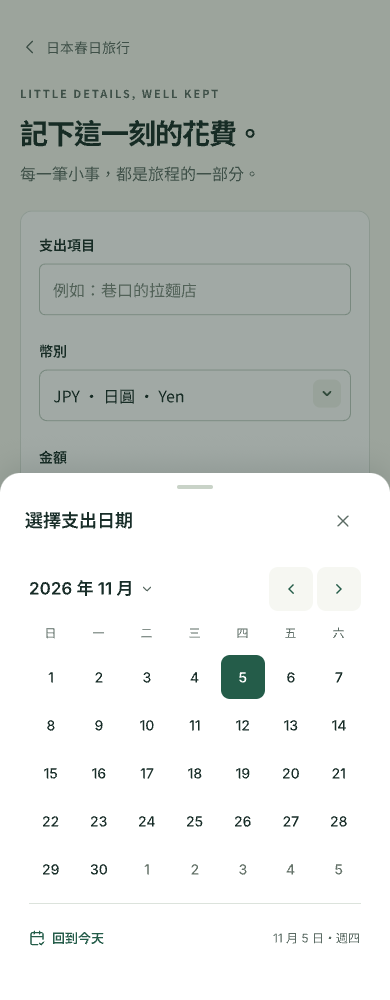 日本春日旅行
LITTLE DETAILS, WELL KEPT
記下這一刻的花費。
每一筆小事，都是旅程的一部分。
支出項目
例如：巷口的拉麵店
幣別
JPY · 日圓 · Yen
金額
選擇支出日期
2026 年 11 月
日 一 二 三 四 五 六
1 2 3 4 5 6 7
8 9 10 11 12 13 14
15 16 17 18 19 20 21
22 23 24 25 26 27 28
29 30 1 2 3 4 5
回到今天
11 月 5 日 · 週四